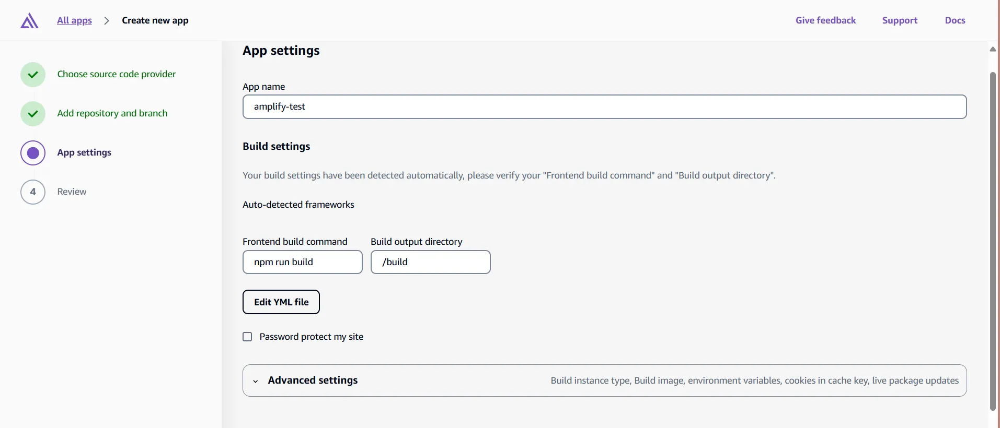 All apps > Create new app
Give feedback Support Docs
Choose source code provider
Add repository and branch
App settings
4 Review
App settings
App name
amplify-test
Build settings
Your build settings have been detected automatically, please verify your "Frontend build command" and "Build output directory".
Auto-detected frameworks
Frontend build command Build output directory
npm run build /build
Edit YML file
Password protect my site
Advanced settings Build instance type, Build image, environment variables, cookies in cache key, live package updates